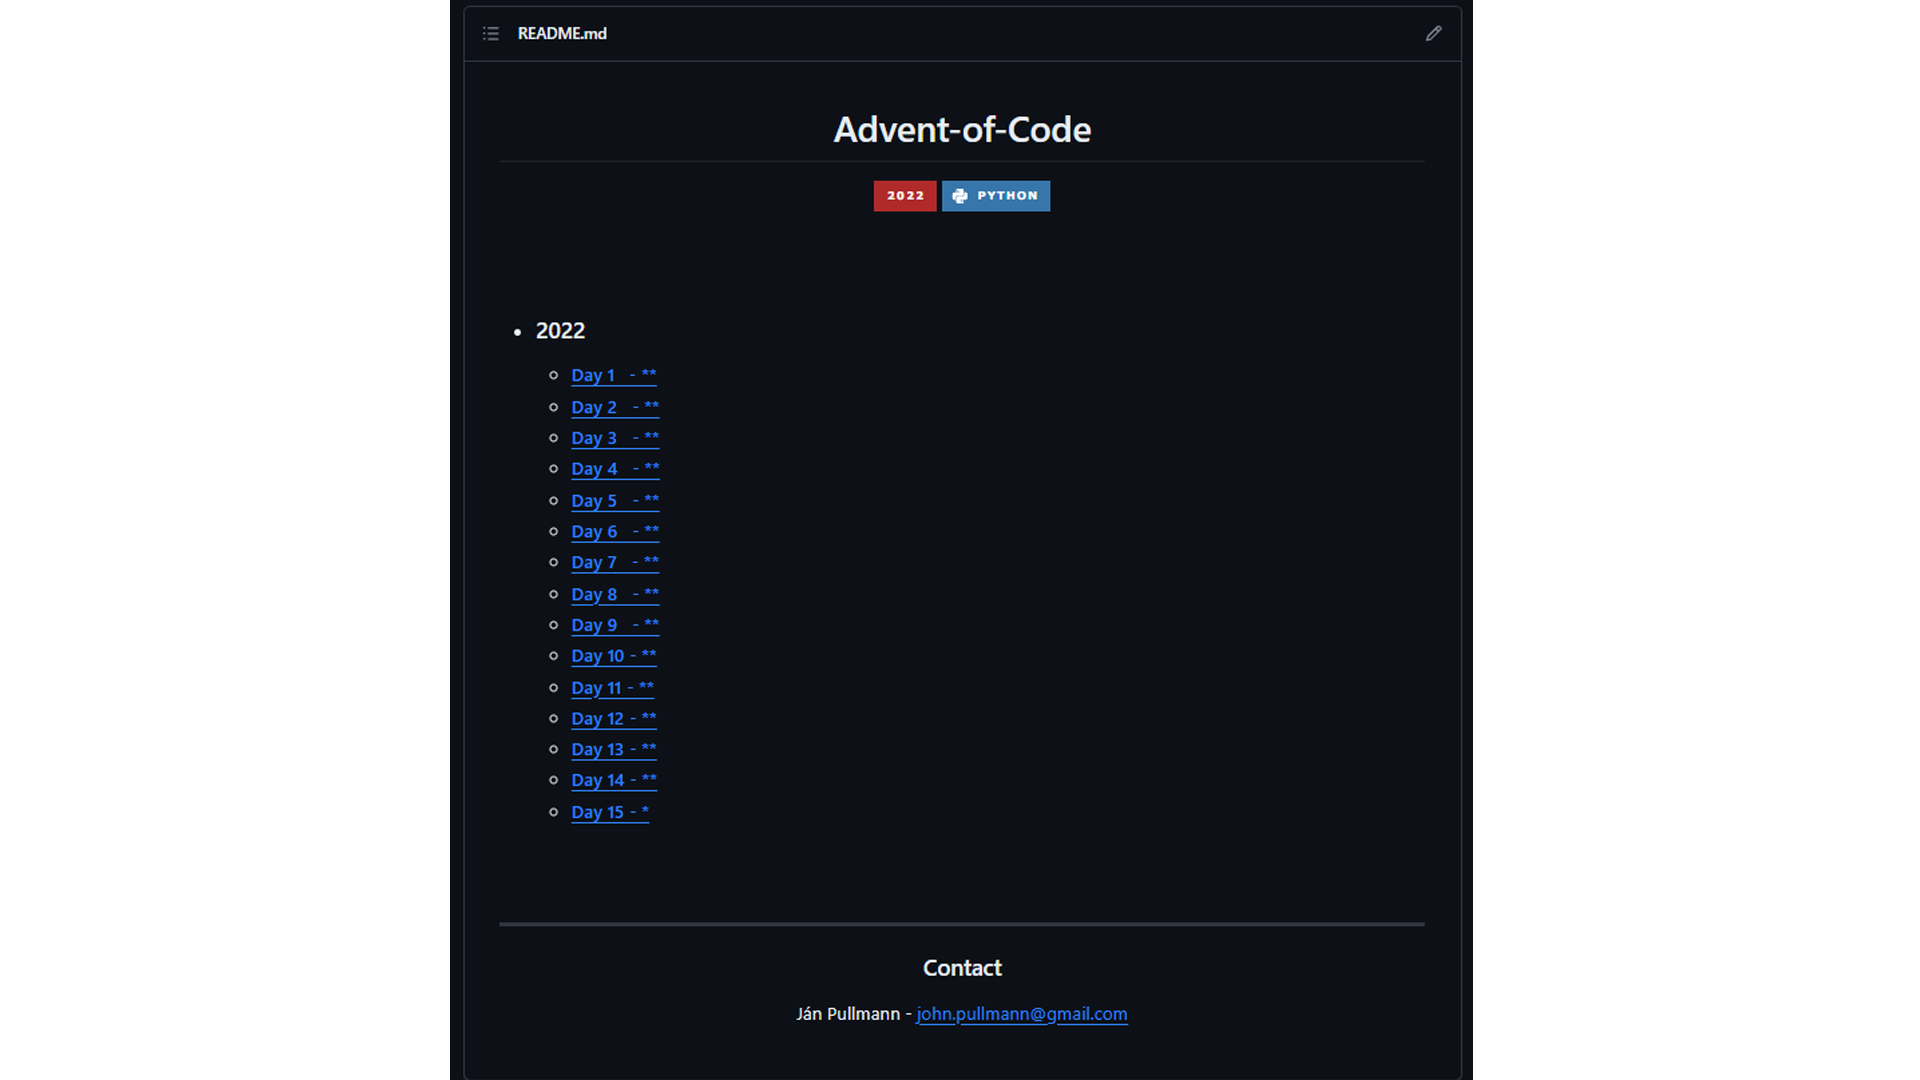 README.md
Advent-of-Code
2022 PYTHON
2022
Day 1 - **
Day 2 - **
Day 3 - **
Day 4 - **
Day 5 - **
Day 6 - **
Day 7 - **
Day 8 - **
Day 9 - **
Day 10 - **
Day 11 - **
Day 12 - **
Day 13 - **
Day 14 - **
Day 15 - *
Contact
Ján Pullmann - john.pullmann@gmail.com